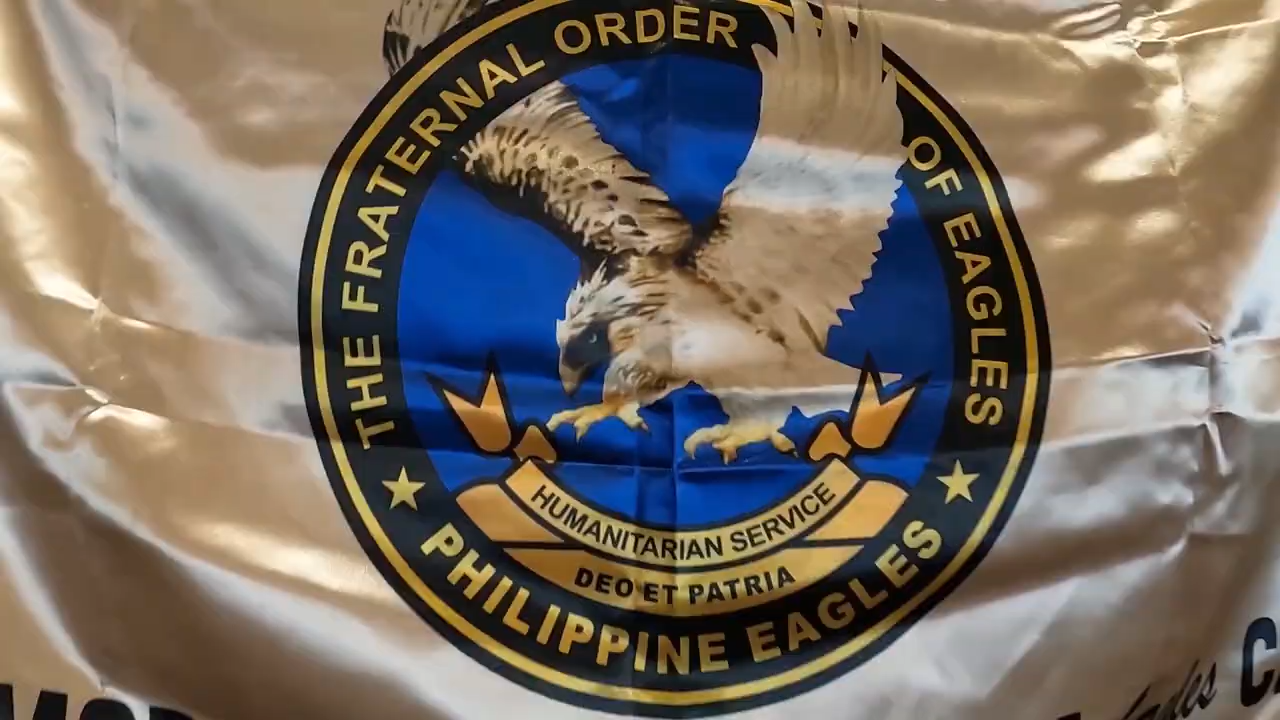 THE FRATERNAL ORDER OF EAGLES
HUMANITARIAN SERVICE
DEO ET PATRIA
PHILIPPINE EAGLES